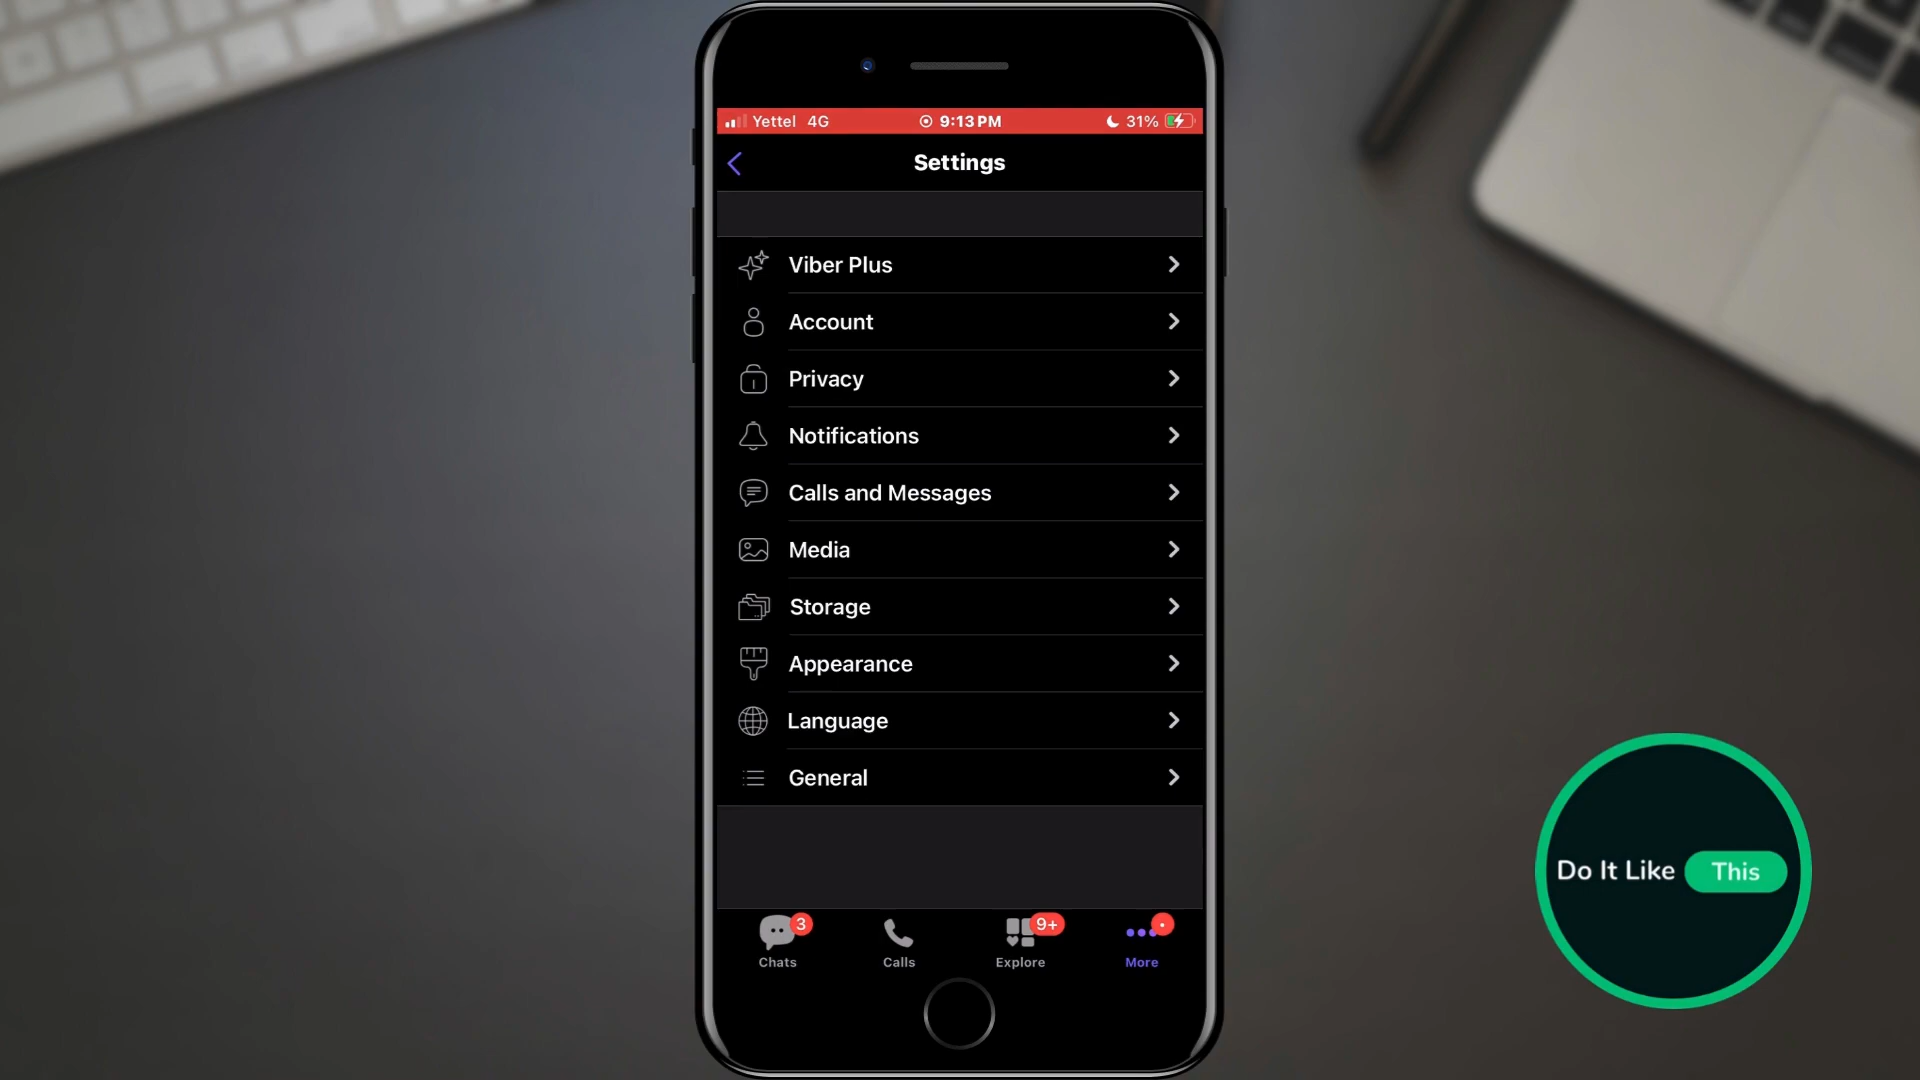 Yettel 4G 9:13 PM 31%
Settings
Viber Plus
Account
Privacy
Notifications
Calls and Messages
Media
Storage
Appearance
Language
General
3 9+
Chats Calls Explore More
Do It Like This